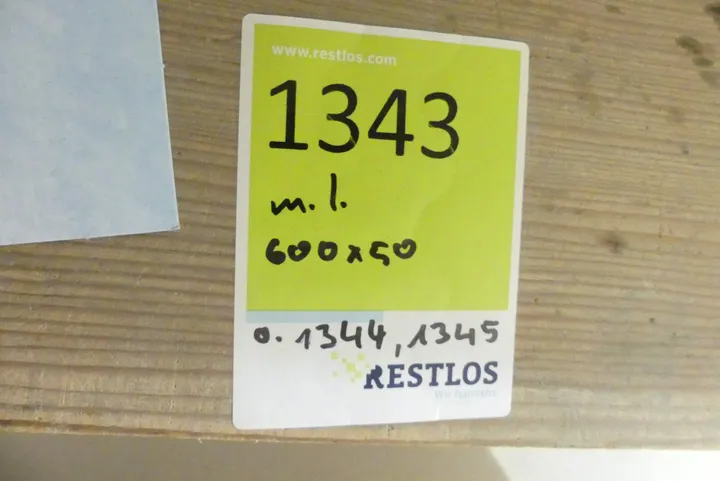 www.restlos.com
1343
m. l.
600x50
o. 1344, 1345
RESTLOS